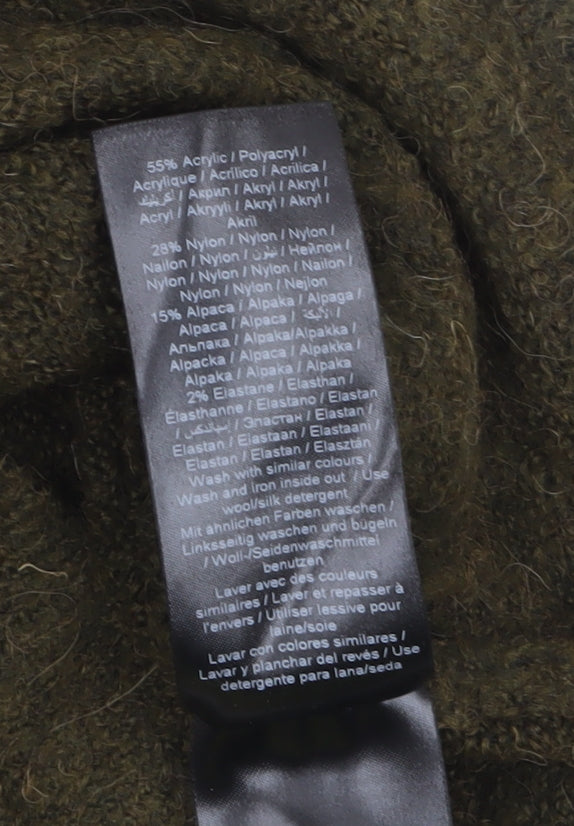 55% Acrylic / Polyacryl /
Acrylique / Acrilico / Acrilica /
أكريليك / Акрил / Akryl / Akryl /
Acryl / Akryyli / Akryl / Akryl /
Akril
28% Nylon / Nylon / Nylon /
Nailon / Nylon / نيلون / Нейлон /
Nylon / Nylon / Nylon / Nailon /
Nylon / Nylon / Nejlon
15% Alpaca / Alpaka / Alpaga /
Alpaca / Alpaca / الألبكة /
Альпака / Alpaka/Alpakka /
Alpacka / Alpaca / Alpakka /
Alpaka / Alpaka / Alpaka
2% Elastane / Elasthan /
Élasthanne / Elastano / Elastan
/ إسباندكس / Эластан / Elastan /
Elastan / Elastaan / Elastaani /
Elastan / Elastan / Elasztán
Wash with similar colours /
Wash and iron inside out / Use
wool/silk detergent
Mit ähnlichen Farben waschen /
Linksseitig waschen und bügeln
/ Woll-/Seidenwaschmittel
benutzen
Laver avec des couleurs
similaires / Laver et repasser à
l'envers / Utiliser lessive pour
laine/soie
Lavar con colores similares /
Lavar y planchar del revés / Use
detergente para lana/seda